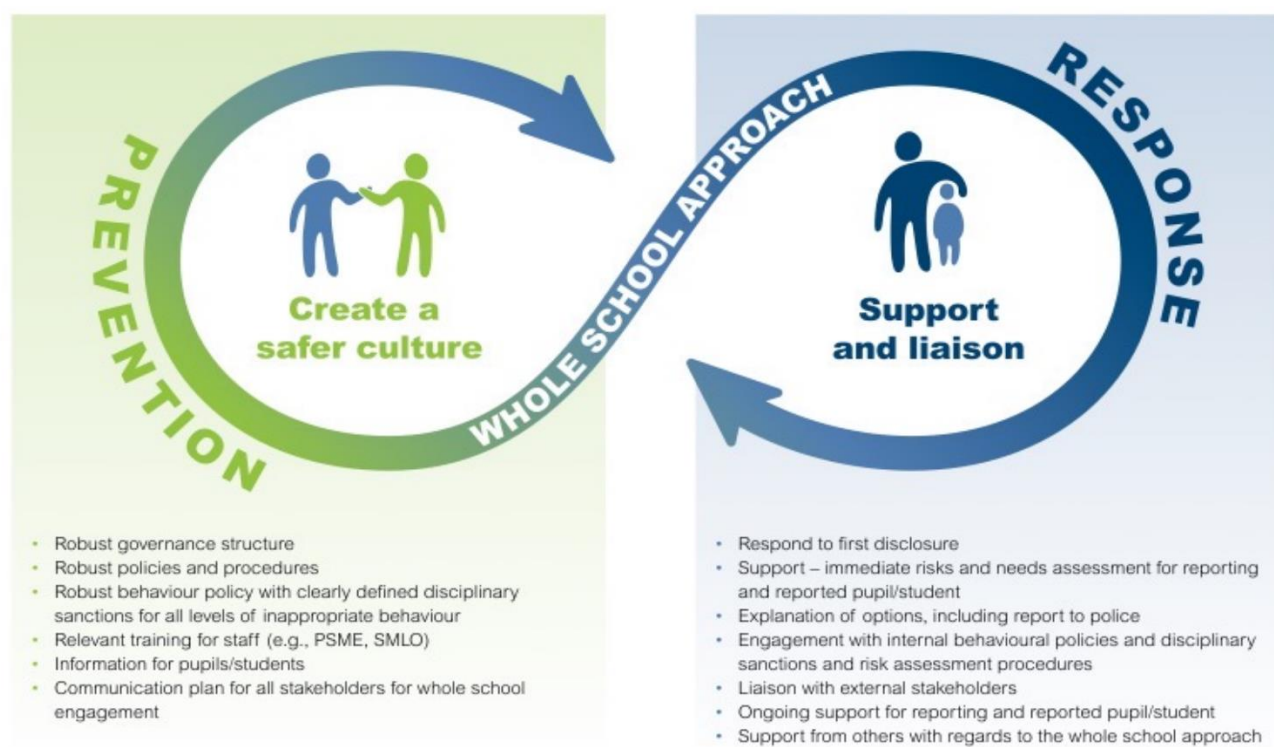 PREVENTION
Create a
safer culture
WHOLE SCHOOL APPROACH
RESPONSE
Support
and liaison
• Robust governance structure
• Robust policies and procedures
• Robust behaviour policy with clearly defined disciplinary
sanctions for all levels of inappropriate behaviour
• Relevant training for staff (e.g., PSME, SMLO)
• Information for pupils/students
• Communication plan for all stakeholders for whole school
engagement
• Respond to first disclosure
• Support – immediate risks and needs assessment for reporting
and reported pupil/student
• Explanation of options, including report to police
• Engagement with internal behavioural policies and disciplinary
sanctions and risk assessment procedures
• Liaison with external stakeholders
• Ongoing support for reporting and reported pupil/student
• Support from others with regards to the whole school approach